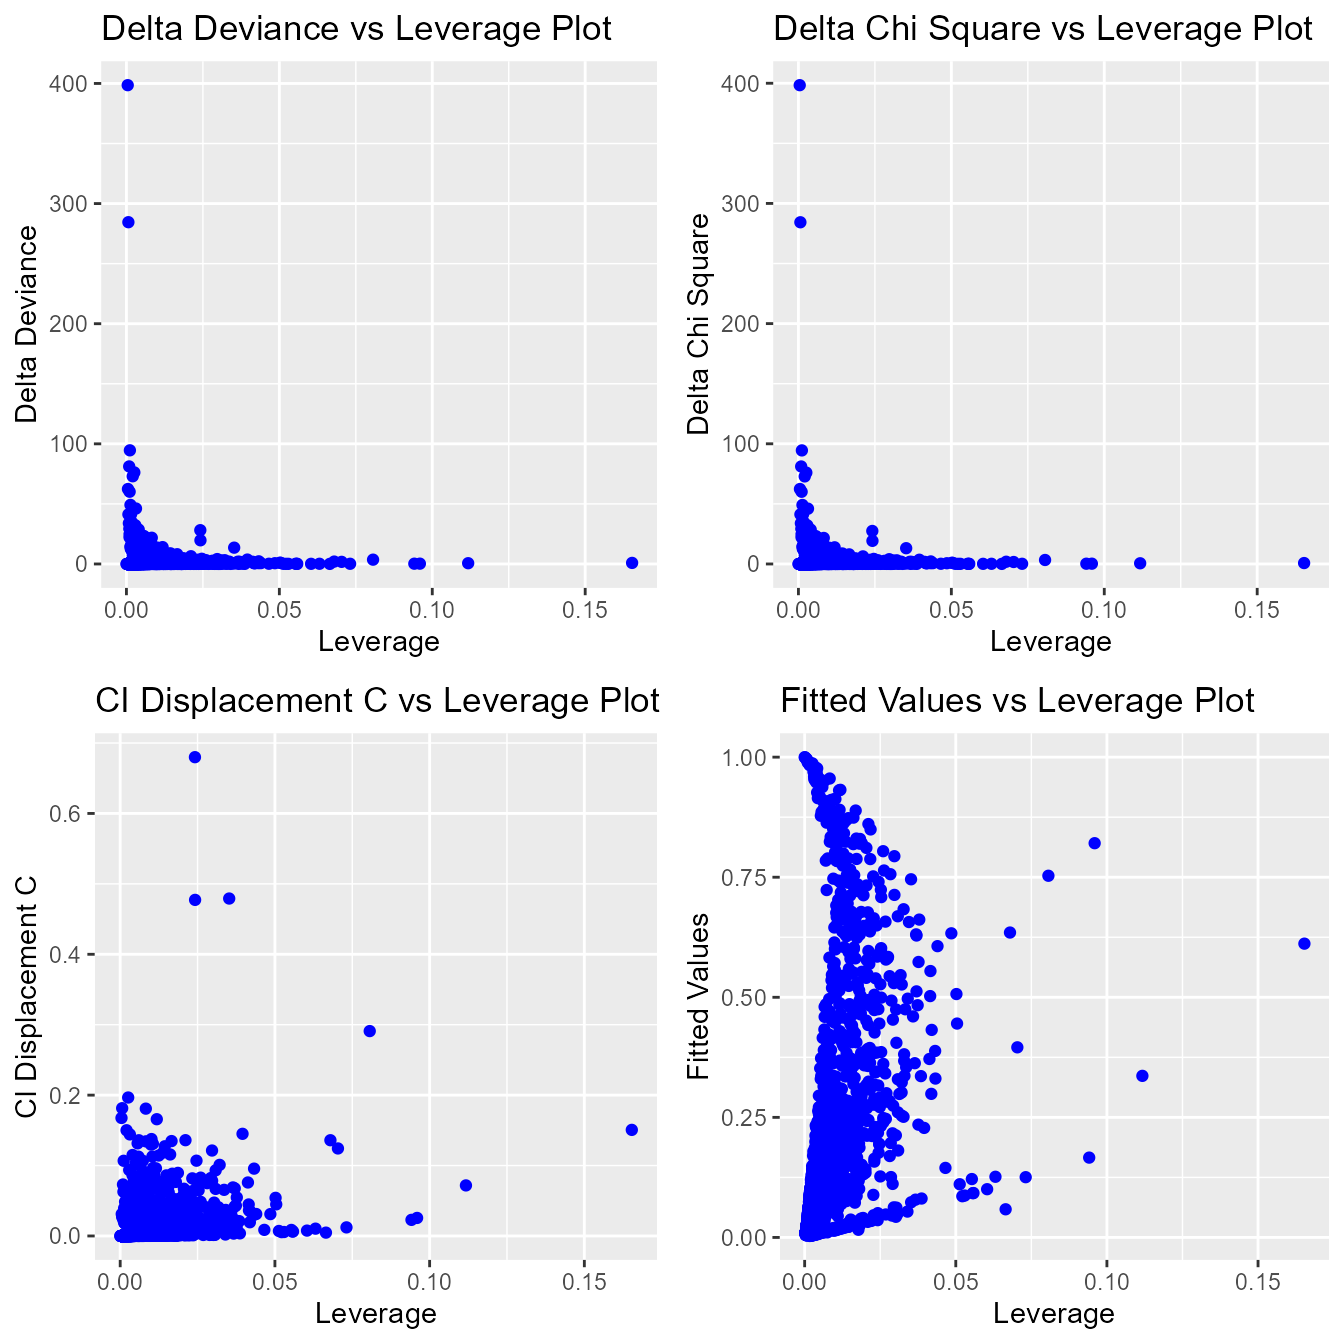 Delta Deviance vs Leverage Plot
Delta Deviance
400
300
200
100
0
0.00 0.05 0.10 0.15
Leverage
Delta Chi Square vs Leverage Plot
Delta Chi Square
400
300
200
100
0
0.00 0.05 0.10 0.15
Leverage
CI Displacement C vs Leverage Plot
CI Displacement C
0.6
0.4
0.2
0.0
0.00 0.05 0.10 0.15
Leverage
Fitted Values vs Leverage Plot
Fitted Values
1.00
0.75
0.50
0.25
0.00
0.00 0.05 0.10 0.15
Leverage